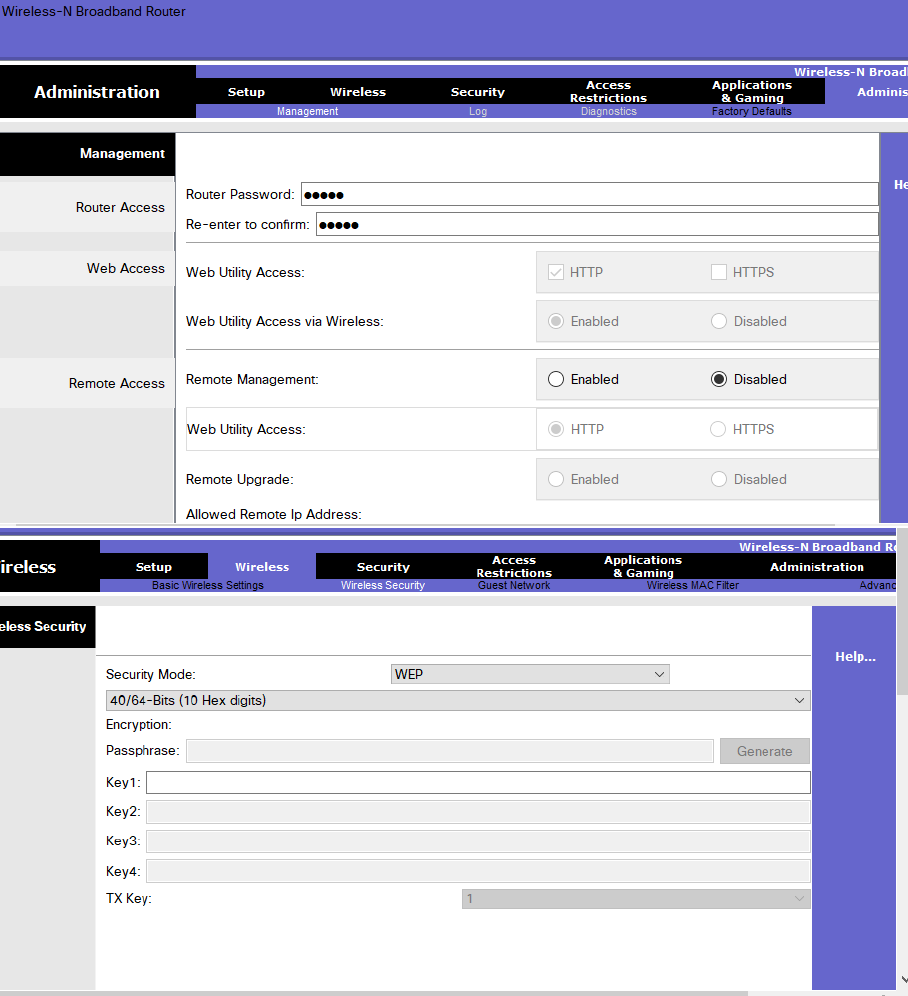 Wireless-N Broadband Router
Wireless-N Broad
Administration
Setup Wireless Security Access Restrictions Applications & Gaming Adminis
Management Log Diagnostics Factory Defaults
Management
He
Router Access
Router Password: ●●●●●
Re-enter to confirm: ●●●●●
Web Access
Web Utility Access: HTTP HTTPS
Web Utility Access via Wireless: Enabled Disabled
Remote Access
Remote Management: Enabled Disabled
Web Utility Access: HTTP HTTPS
Remote Upgrade: Enabled Disabled
Allowed Remote Ip Address:
Wireless-N Broadband Ro
ireless
Setup Wireless Security Access Restrictions Applications & Gaming Administration
Basic Wireless Settings Wireless Security Guest Network Wireless MAC Filter Advanc
eless Security
Help...
Security Mode: WEP
40/64-Bits (10 Hex digits)
Encryption:
Passphrase: Generate
Key1:
Key2:
Key3:
Key4:
TX Key: 1